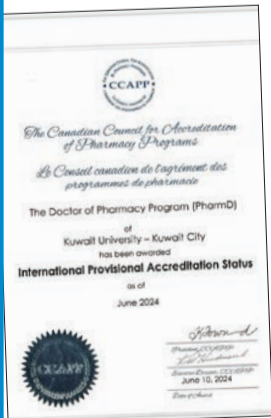 CCAPP
The Canadian Council for Accreditation
of Pharmacy Programs
Le Conseil canadien de l'agrément des
programmes de pharmacie
The Doctor of Pharmacy Program (PharmD)
of
Kuwait University – Kuwait City
has been awarded
International Provisional Accreditation Status
as of
June 2024
CCAPP
June 10, 2024